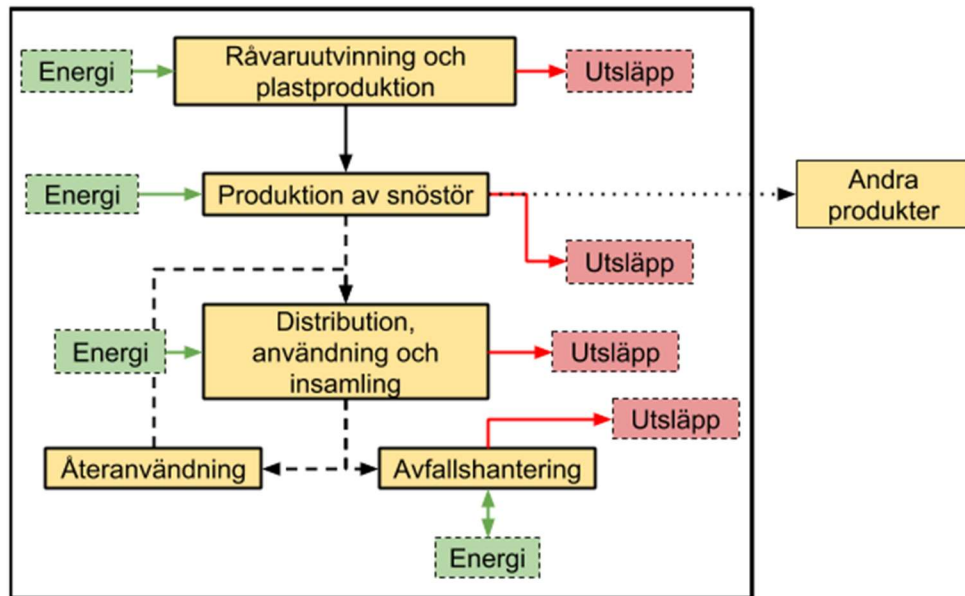 Energi
Råvaruutvinning och
plastproduktion
Utsläpp
Energi
Produktion av snöstör
Andra
produkter
Utsläpp
Energi
Distribution,
användning och
insamling
Utsläpp
Utsläpp
Återanvändning
Avfallshantering
Energi